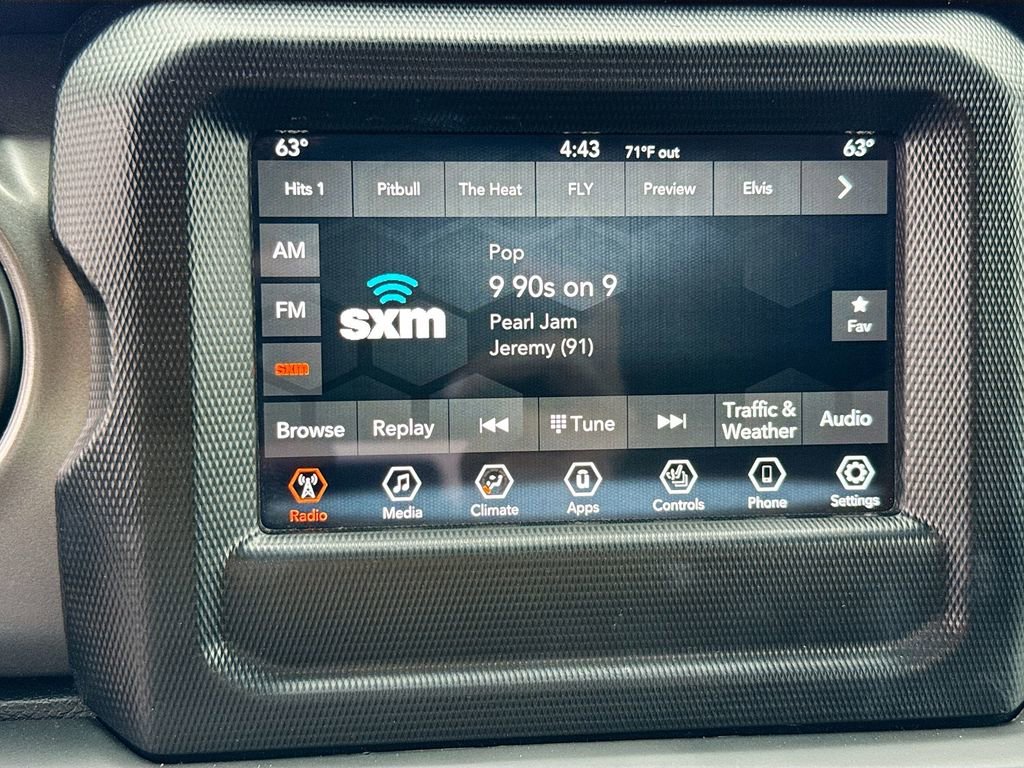 63° 4:43 71°F out 63°
Hits 1 Pitbull The Heat FLY Preview Elvis
AM
Pop
9 90s on 9
sxm
FM
Pearl Jam
Jeremy (91)
Fav
sxm
Browse Replay Tune Traffic &
Weather Audio
Radio Media Climate Apps Controls Phone Settings